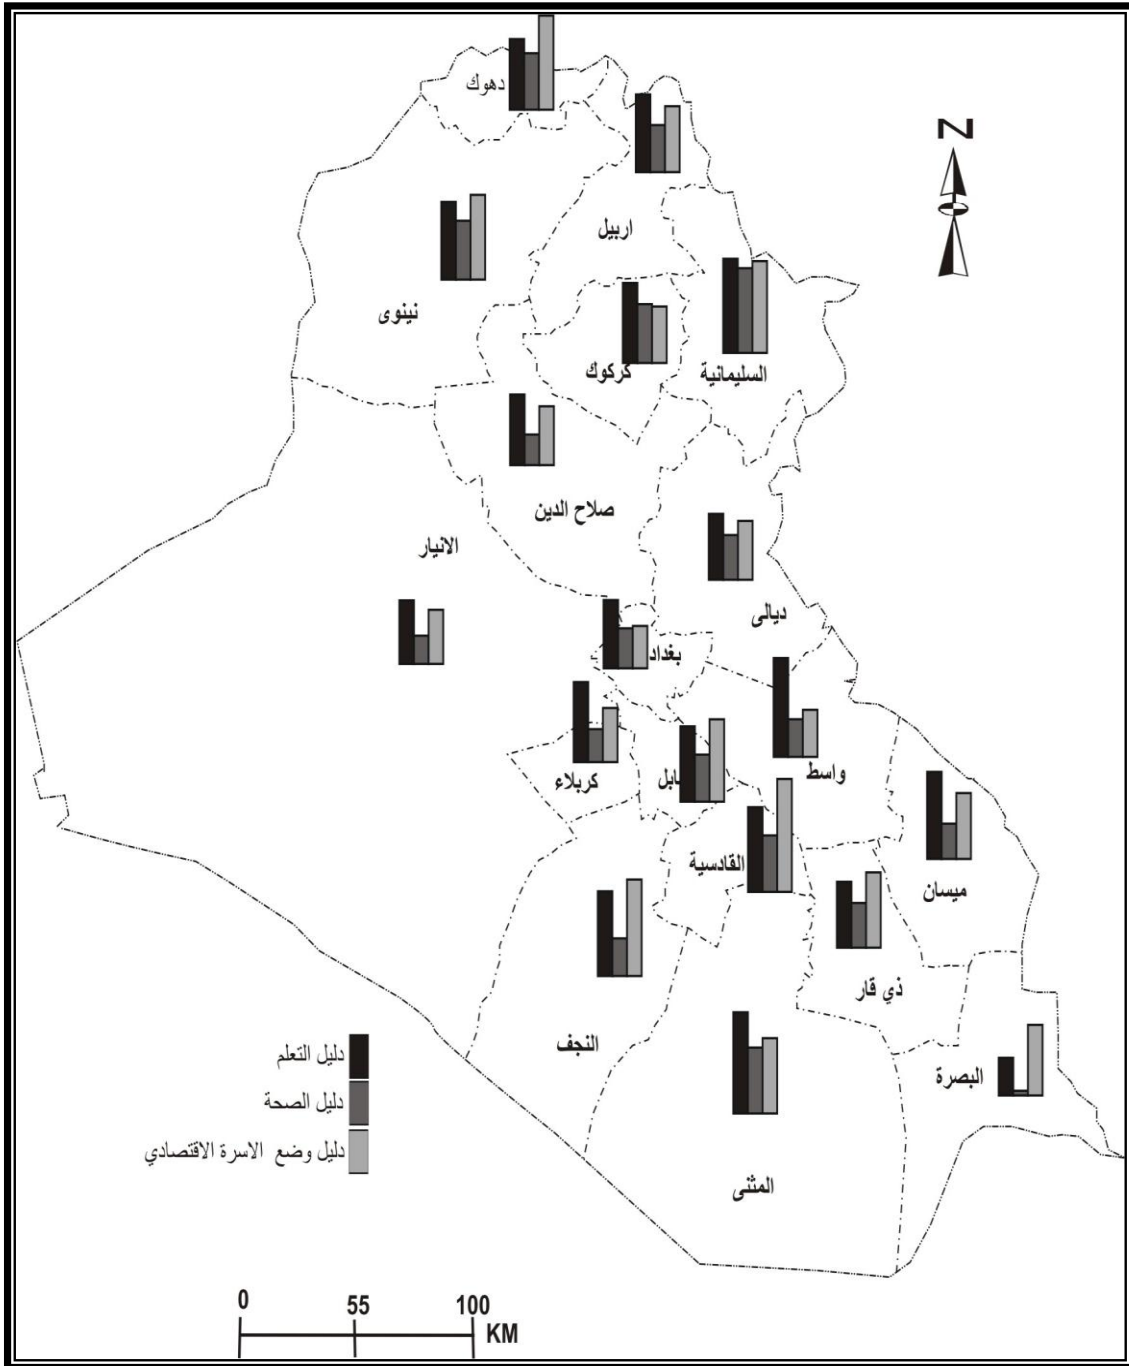 دهوك
N
اربيل
نينوى
كركوك
السليمانية
صلاح الدين
الانبار
ديالى
بغداد
كربلاء
بابل
واسط
القادسية
ميسان
ذي قار
النجف
البصرة
المثنى
دليل التعلم
دليل الصحة
دليل وضع الاسرة الاقتصادي
0 55 100
KM